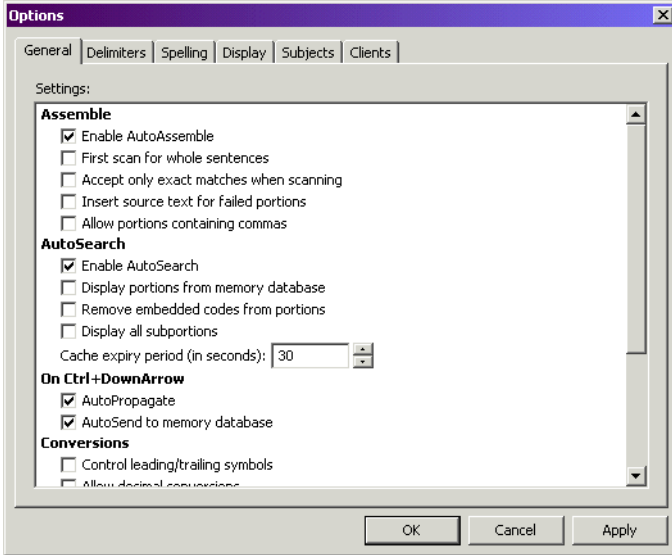 Options
General Delimiters Spelling Display Subjects Clients
Settings:
Assemble
Enable AutoAssemble
First scan for whole sentences
Accept only exact matches when scanning
Insert source text for failed portions
Allow portions containing commas
AutoSearch
Enable AutoSearch
Display portions from memory database
Remove embedded codes from portions
Display all subportions
Cache expiry period (in seconds): 30
On Ctrl+DownArrow
AutoPropagate
AutoSend to memory database
Conversions
Control leading/trailing symbols
Allow decimal conversions
OK Cancel Apply